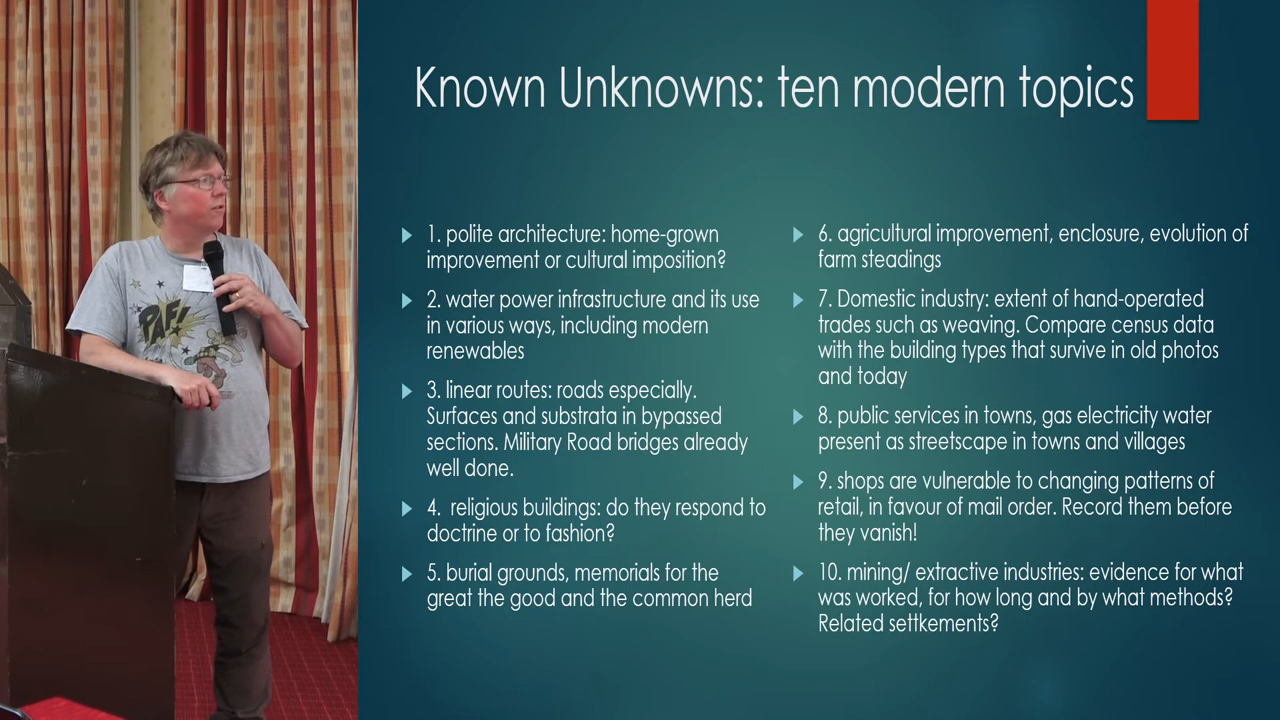 Known Unknowns: ten modern topics
1. polite architecture: home-grown
improvement or cultural imposition?
2. water power infrastructure and its use
in various ways, including modern
renewables
3. linear routes: roads especially.
Surfaces and substrata in bypassed
sections. Military Road bridges already
well done.
4. religious buildings: do they respond to
doctrine or to fashion?
5. burial grounds, memorials for the
great the good and the common herd
6. agricultural improvement, enclosure, evolution of
farm steadings
7. Domestic industry: extent of hand-operated
trades such as weaving. Compare census data
with the building types that survive in old photos
and today
8. public services in towns, gas electricity water
present as streetscape in towns and villages
9. shops are vulnerable to changing patterns of
retail, in favour of mail order. Record them before
they vanish!
10. mining/ extractive industries: evidence for what
was worked, for how long and by what methods?
Related settkements?
PAF!